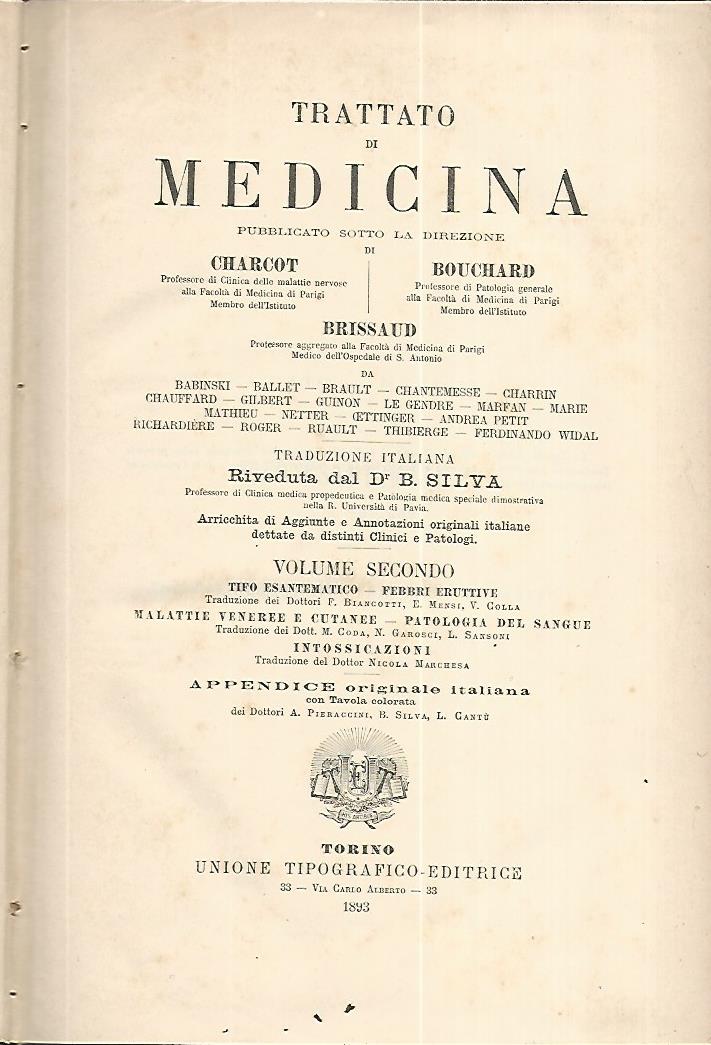 TRATTATO
DI
MEDICINA
PUBBLICATO SOTTO LA DIREZIONE
DI
CHARCOT
Professore di Clinica delle malattie nervose
alla Facoltà di Medicina di Parigi
Membro dell'Istituto
BOUCHARD
Professore di Patologia generale
alla Facoltà di Medicina di Parigi
Membro dell'Istituto
BRISSAUD
Professore aggregato alla Facoltà di Medicina di Parigi
Medico dell'Ospedale di S. Antonio
DA
BABINSKI — BALLET — BRAULT — CHANTEMESSE — CHARRIN
CHAUFFARD — GILBERT — GUINON — LE GENDRE — MARFAN — MARIE
MATHIEU — NETTER — ŒTTINGER — ANDREA PETIT
RICHARDIÈRE — ROGER — RUAULT — THIBIERGE — FERDINANDO WIDAL
TRADUZIONE ITALIANA
Riveduta dal Dr B. SILVA
Professore di Clinica medica propedeutica e Patologia medica speciale dimostrativa
nella R. Università di Pavia.
Arricchita di Aggiunte e Annotazioni originali italiane
dettate da distinti Clinici e Patologi.
VOLUME SECONDO
TIFO ESANTEMATICO — FEBBRI ERUTTIVE
Traduzione dei Dottori F. BIANCOTTI, E. MENSI, V. COLLA
MALATTIE VENEREE E CUTANEE — PATOLOGIA DEL SANGUE
Traduzione dei Dott. M. CODA, N. GAROSCI, L. SANSONI
INTOSSICAZIONI
Traduzione del Dottor NICOLA MARCHESA
APPENDICE originale italiana
con Tavola colorata
dei Dottori A. PIERACCINI, B. SILVA, L. CANTÙ
TORINO
UNIONE TIPOGRAFICO-EDITRICE
33 — VIA CARLO ALBERTO — 33
1893